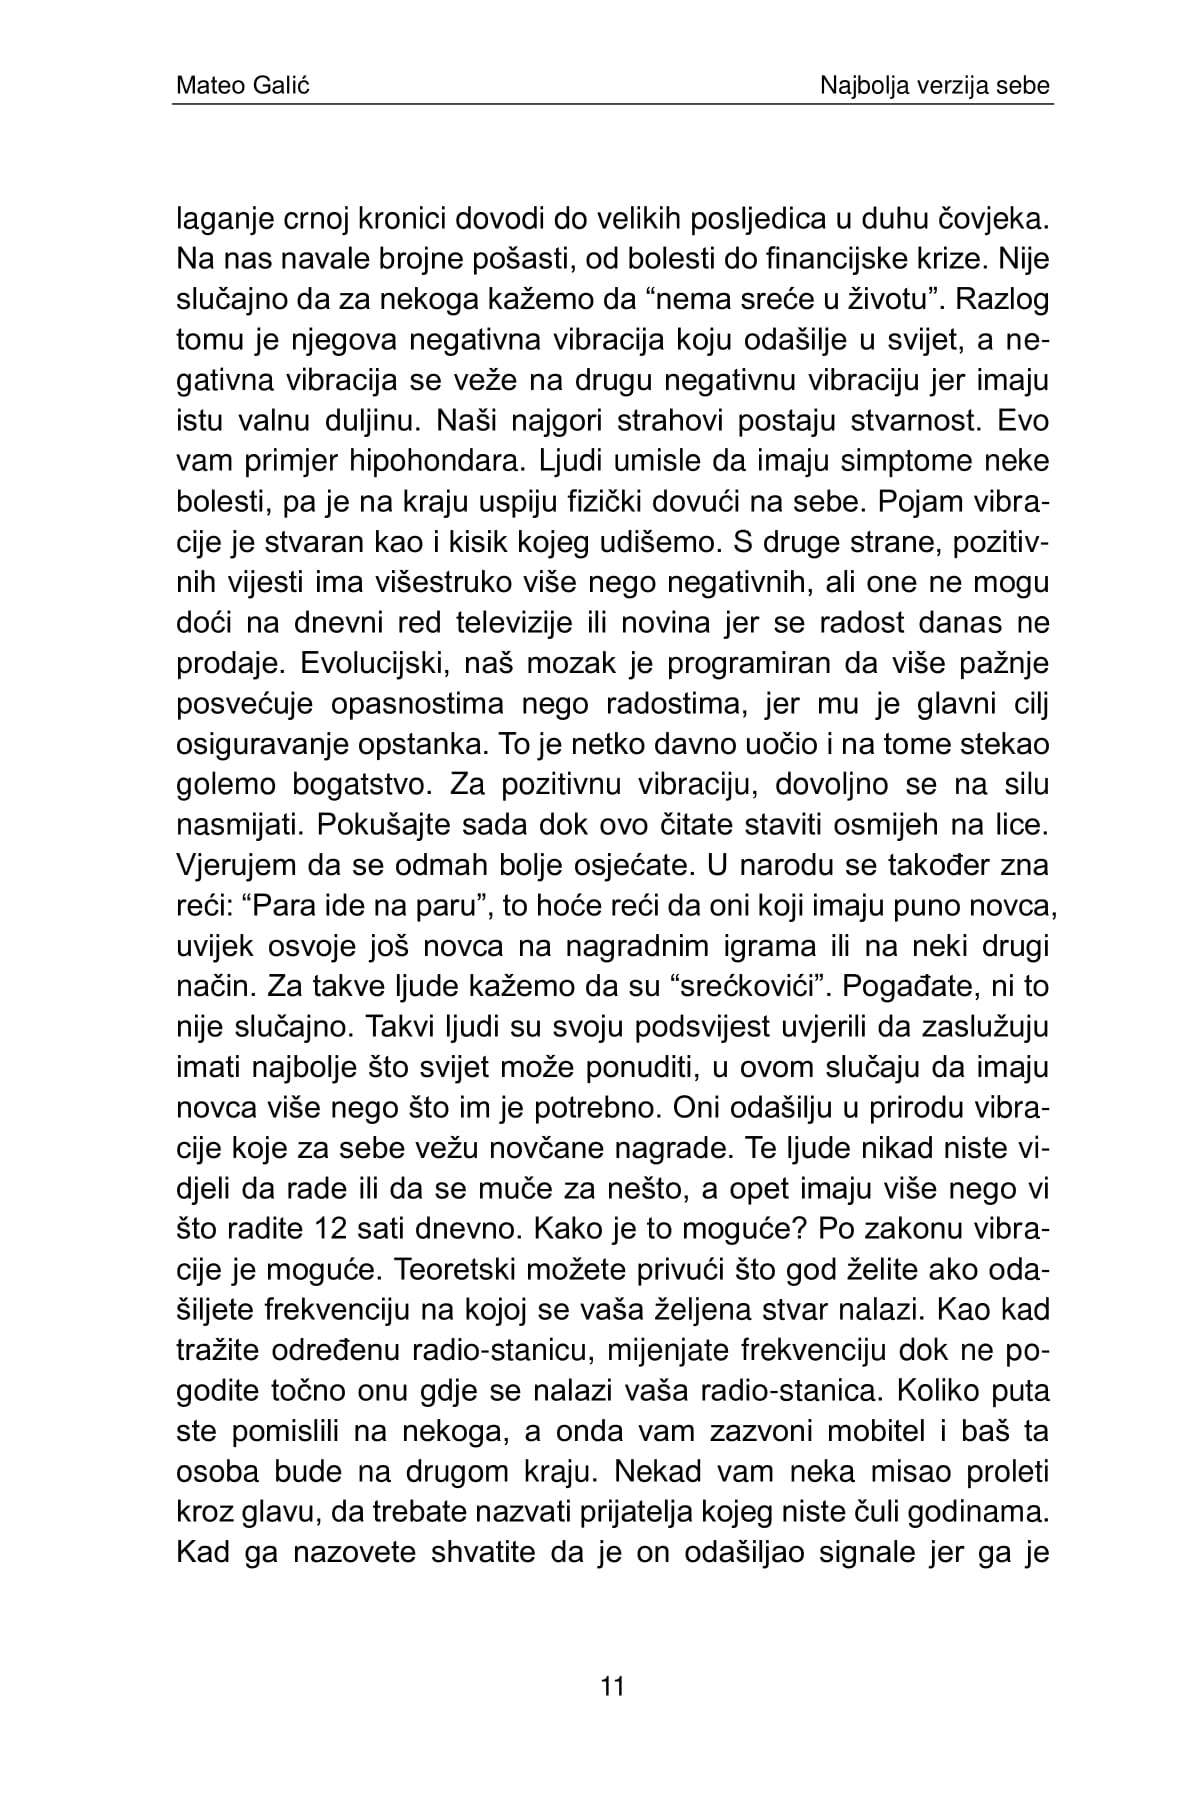 Mateo Galić
Najbolja verzija sebe
laganje crnoj kronici dovodi do velikih posljedica u duhu čovjeka.
Na nas navale brojne pošasti, od bolesti do financijske krize. Nije
slučajno da za nekoga kažemo da “nema sreće u životu”. Razlog
tomu je njegova negativna vibracija koju odašilje u svijet, a ne-
gativna vibracija se veže na drugu negativnu vibraciju jer imaju
istu valnu duljinu. Naši najgori strahovi postaju stvarnost. Evo
vam primjer hipohondara. Ljudi umisle da imaju simptome neke
bolesti, pa je na kraju uspiju fizički dovući na sebe. Pojam vibra-
cije je stvaran kao i kisik kojeg udišemo. S druge strane, pozitiv-
nih vijesti ima višestruko više nego negativnih, ali one ne mogu
doći na dnevni red televizije ili novina jer se radost danas ne
prodaje. Evolucijski, naš mozak je programiran da više pažnje
posvećuje opasnostima nego radostima, jer mu je glavni cilj
osiguravanje opstanka. To je netko davno uočio i na tome stekao
golemo bogatstvo. Za pozitivnu vibraciju, dovoljno se na silu
nasmijati. Pokušajte sada dok ovo čitate staviti osmijeh na lice.
Vjerujem da se odmah bolje osjećate. U narodu se također zna
reći: “Para ide na paru”, to hoće reći da oni koji imaju puno novca,
uvijek osvoje još novca na nagradnim igrama ili na neki drugi
način. Za takve ljude kažemo da su “srećkovići”. Pogađate, ni to
nije slučajno. Takvi ljudi su svoju podsvijest uvjerili da zaslužuju
imati najbolje što svijet može ponuditi, u ovom slučaju da imaju
novca više nego što im je potrebno. Oni odašilju u prirodu vibra-
cije koje za sebe vežu novčane nagrade. Te ljude nikad niste vi-
djeli da rade ili da se muče za nešto, a opet imaju više nego vi
što radite 12 sati dnevno. Kako je to moguće? Po zakonu vibra-
cije je moguće. Teoretski možete privući što god želite ako oda-
šiljete frekvenciju na kojoj se vaša željena stvar nalazi. Kao kad
tražite određenu radio-stanicu, mijenjate frekvenciju dok ne po-
godite točno onu gdje se nalazi vaša radio-stanica. Koliko puta
ste pomislili na nekoga, a onda vam zazvoni mobitel i baš ta
osoba bude na drugom kraju. Nekad vam neka misao proleti
kroz glavu, da trebate nazvati prijatelja kojeg niste čuli godinama.
Kad ga nazovete shvatite da je on odašiljao signale jer ga je
11